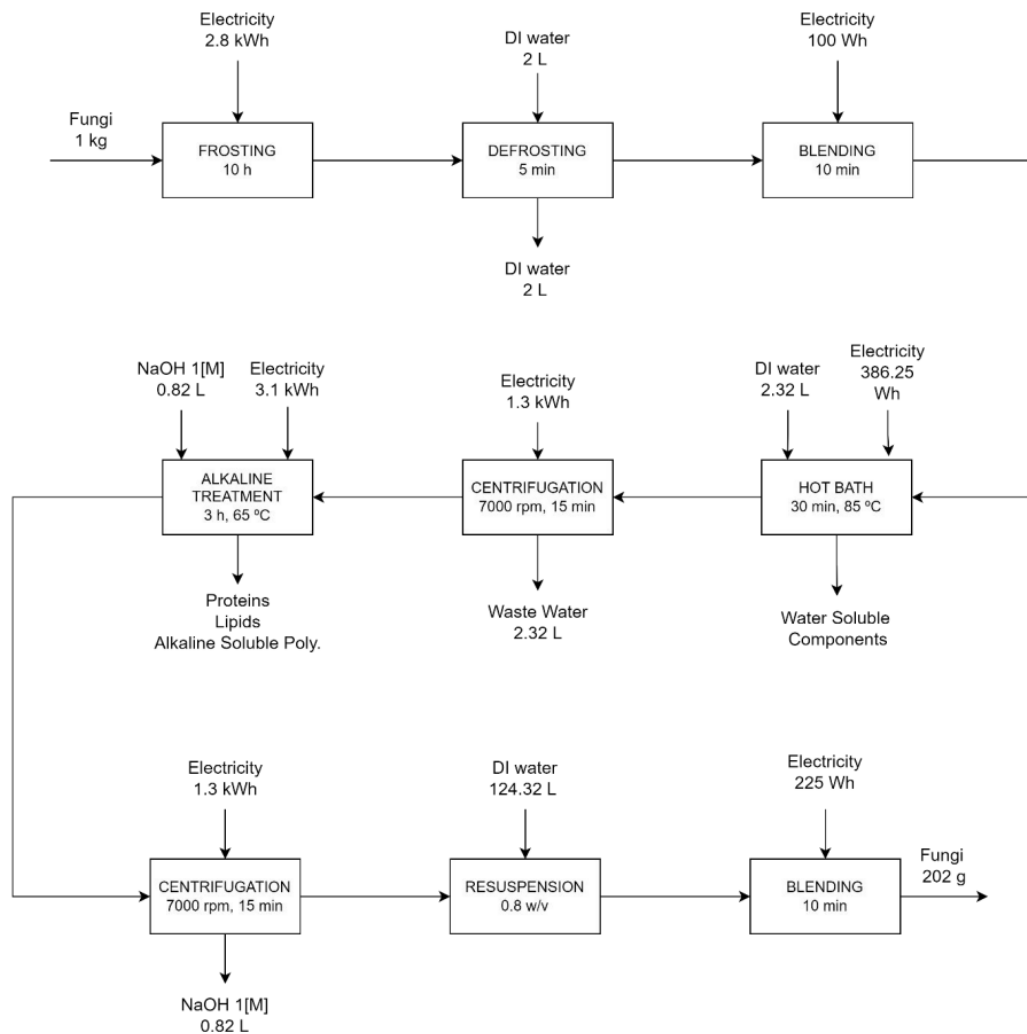 Electricity
2.8 kWh
DI water
2 L
Electricity
100 Wh
Fungi
1 kg
FROSTING
10 h
DEFROSTING
5 min
BLENDING
10 min
DI water
2 L
NaOH 1[M]
0.82 L
Electricity
3.1 kWh
Electricity
1.3 kWh
DI water
2.32 L
Electricity
386.25
Wh
ALKALINE
TREATMENT
3 h, 65 ºC
CENTRIFUGATION
7000 rpm, 15 min
HOT BATH
30 min, 85 ºC
Proteins
Lipids
Alkaline Soluble Poly.
Waste Water
2.32 L
Water Soluble
Components
Electricity
1.3 kWh
DI water
124.32 L
Electricity
225 Wh
CENTRIFUGATION
7000 rpm, 15 min
RESUSPENSION
0.8 w/v
BLENDING
10 min
Fungi
202 g
NaOH 1[M]
0.82 L